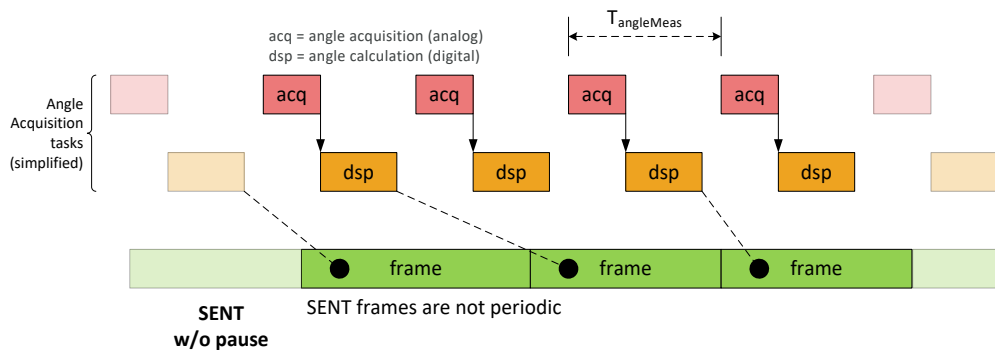 T_angleMeas
acq = angle acquisition (analog)
dsp = angle calculation (digital)
Angle
Acquisition
tasks
(simplified)
acq acq acq acq
dsp dsp dsp dsp
frame frame frame
SENT
w/o pause
SENT frames are not periodic